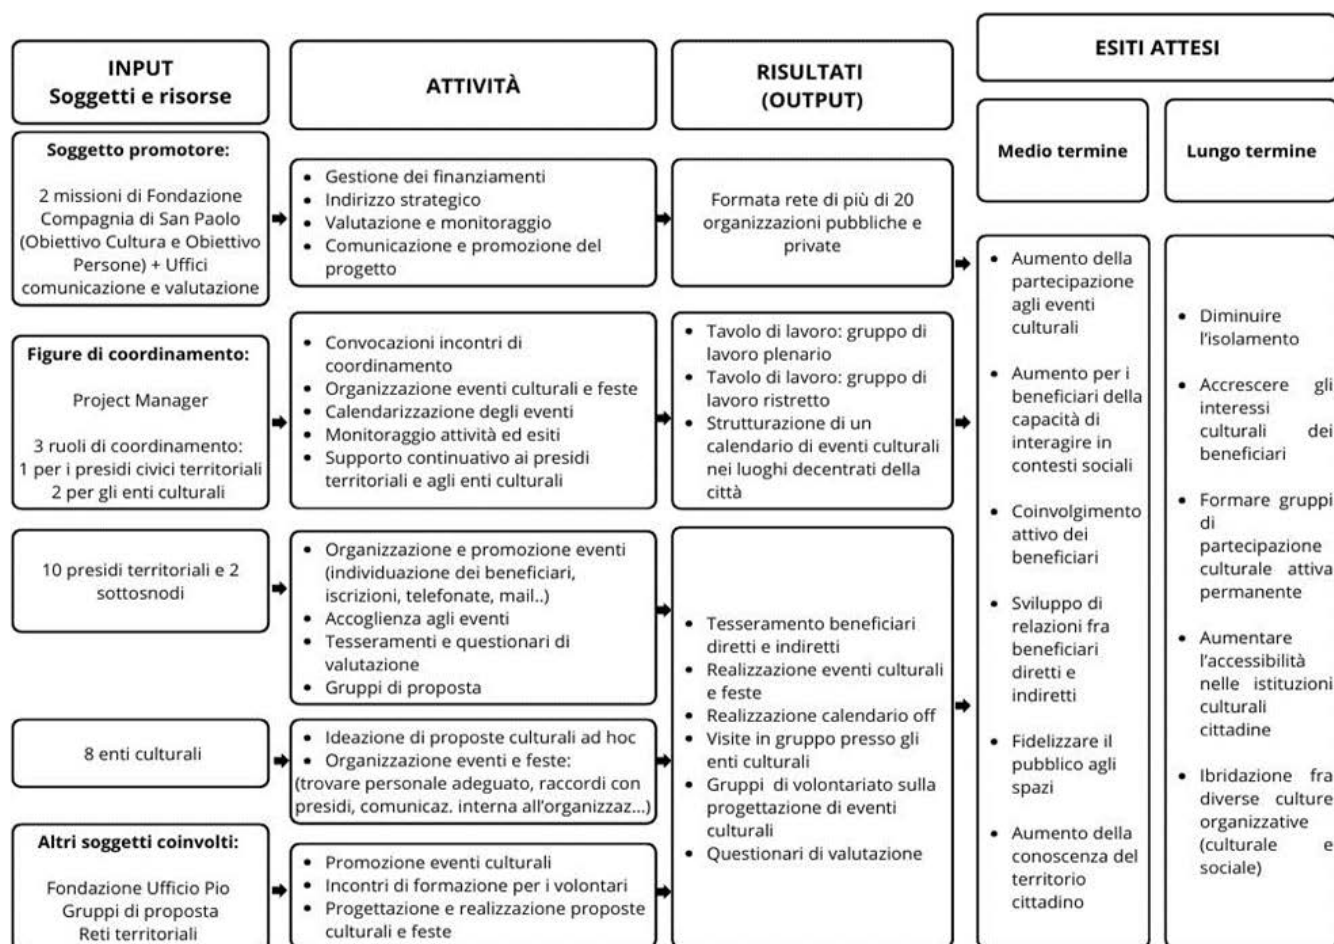 INPUT
Soggetti e risorse
ATTIVITÀ
RISULTATI
(OUTPUT)
ESITI ATTESI
Medio termine
Lungo termine
Soggetto promotore:
2 missioni di Fondazione
Compagnia di San Paolo
(Obiettivo Cultura e Obiettivo
Persone) + Uffici
comunicazione e valutazione
• Gestione dei finanziamenti
• Indirizzo strategico
• Valutazione e monitoraggio
• Comunicazione e promozione del
progetto
Formata rete di più di 20
organizzazioni pubbliche e
private
Figure di coordinamento:
Project Manager
3 ruoli di coordinamento:
1 per i presidi civici territoriali
2 per gli enti culturali
• Convocazioni incontri di
coordinamento
• Organizzazione eventi culturali e feste
• Calendarizzazione degli eventi
• Monitoraggio attività ed esiti
• Supporto continuativo ai presidi
territoriali e agli enti culturali
• Tavolo di lavoro: gruppo di
lavoro plenario
• Tavolo di lavoro: gruppo di
lavoro ristretto
• Strutturazione di un
calendario di eventi culturali
nei luoghi decentrati della
città
10 presidi territoriali e 2
sottosnodi
• Organizzazione e promozione eventi
(individuazione dei beneficiari,
iscrizioni, telefonate, mail..)
• Accoglienza agli eventi
• Tesseramenti e questionari di
valutazione
• Gruppi di proposta
8 enti culturali
• Ideazione di proposte culturali ad hoc
• Organizzazione eventi e feste:
(trovare personale adeguato, raccordi con
presidi, comunicaz. interna all'organizzaz...)
Altri soggetti coinvolti:
Fondazione Ufficio Pio
Gruppi di proposta
Reti territoriali
• Promozione eventi culturali
• Incontri di formazione per i volontari
• Progettazione e realizzazione proposte
culturali e feste
• Tesseramento beneficiari
diretti e indiretti
• Realizzazione eventi culturali
e feste
• Realizzazione calendario off
• Visite in gruppo presso gli
enti culturali
• Gruppi di volontariato sulla
progettazione di eventi
culturali
• Questionari di valutazione
• Aumento della
partecipazione
agli eventi
culturali
• Aumento per i
beneficiari della
capacità di
interagire in
contesti sociali
• Coinvolgimento
attivo dei
beneficiari
• Sviluppo di
relazioni fra
beneficiari
diretti e
indiretti
• Fidelizzare il
pubblico agli
spazi
• Aumento della
conoscenza del
territorio
cittadino
• Diminuire
l'isolamento
• Accrescere gli
interessi
culturali dei
beneficiari
• Formare gruppi
di
partecipazione
culturale attiva
permanente
• Aumentare
l'accessibilità
nelle istituzioni
culturali
cittadine
• Ibridazione fra
diverse culture
organizzative
(culturale e
sociale)